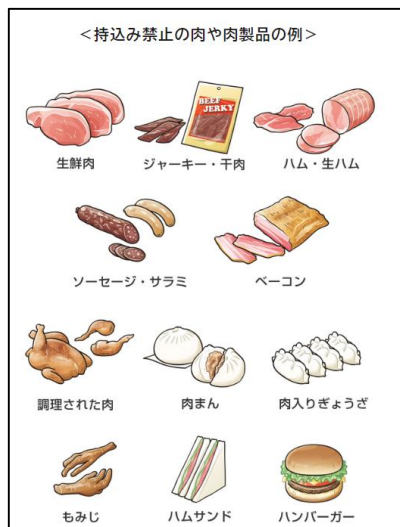 ＜持込み禁止の肉や肉製品の例＞
BEEF
JERKY
生鮮肉
ジャーキー・干肉
ハム・生ハム
ソーセージ・サラミ
ベーコン
調理された肉
肉まん
肉入りぎょうざ
もみじ
ハムサンド
ハンバーガー